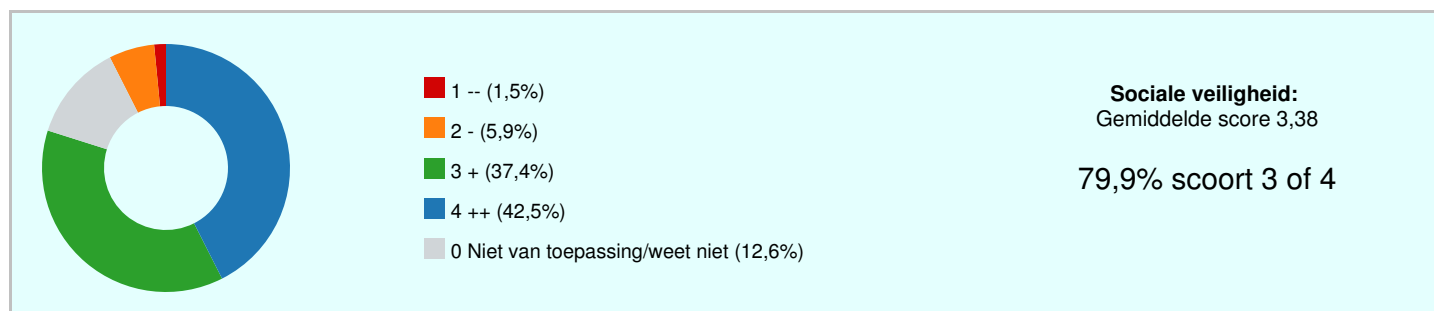 1 -- (1,5%)
2 - (5,9%)
3 + (37,4%)
4 ++ (42,5%)
0 Niet van toepassing/weet niet (12,6%)
Sociale veiligheid:
Gemiddelde score 3,38
79,9% scoort 3 of 4